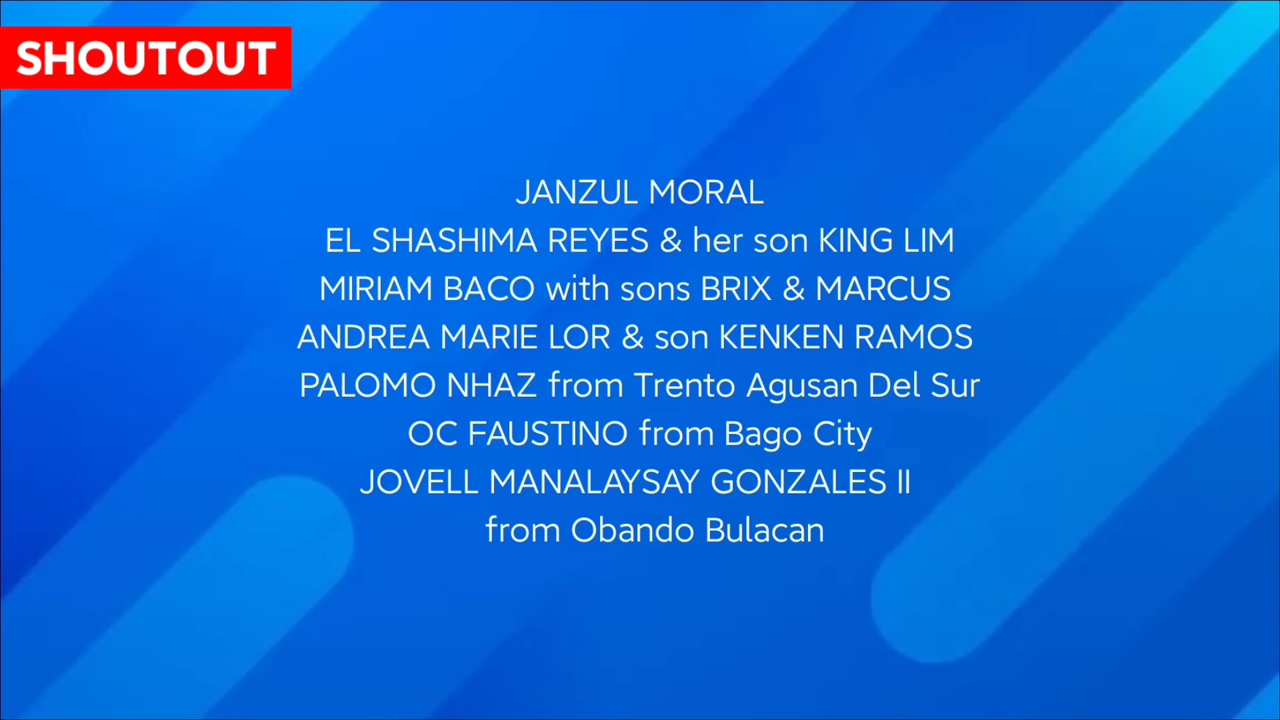 SHOUTOUT
JANZUL MORAL
EL SHASHIMA REYES & her son KING LIM
MIRIAM BACO with sons BRIX & MARCUS
ANDREA MARIE LOR & son KENKEN RAMOS
PALOMO NHAZ from Trento Agusan Del Sur
OC FAUSTINO from Bago City
JOVELL MANALAYSAY GONZALES II
from Obando Bulacan